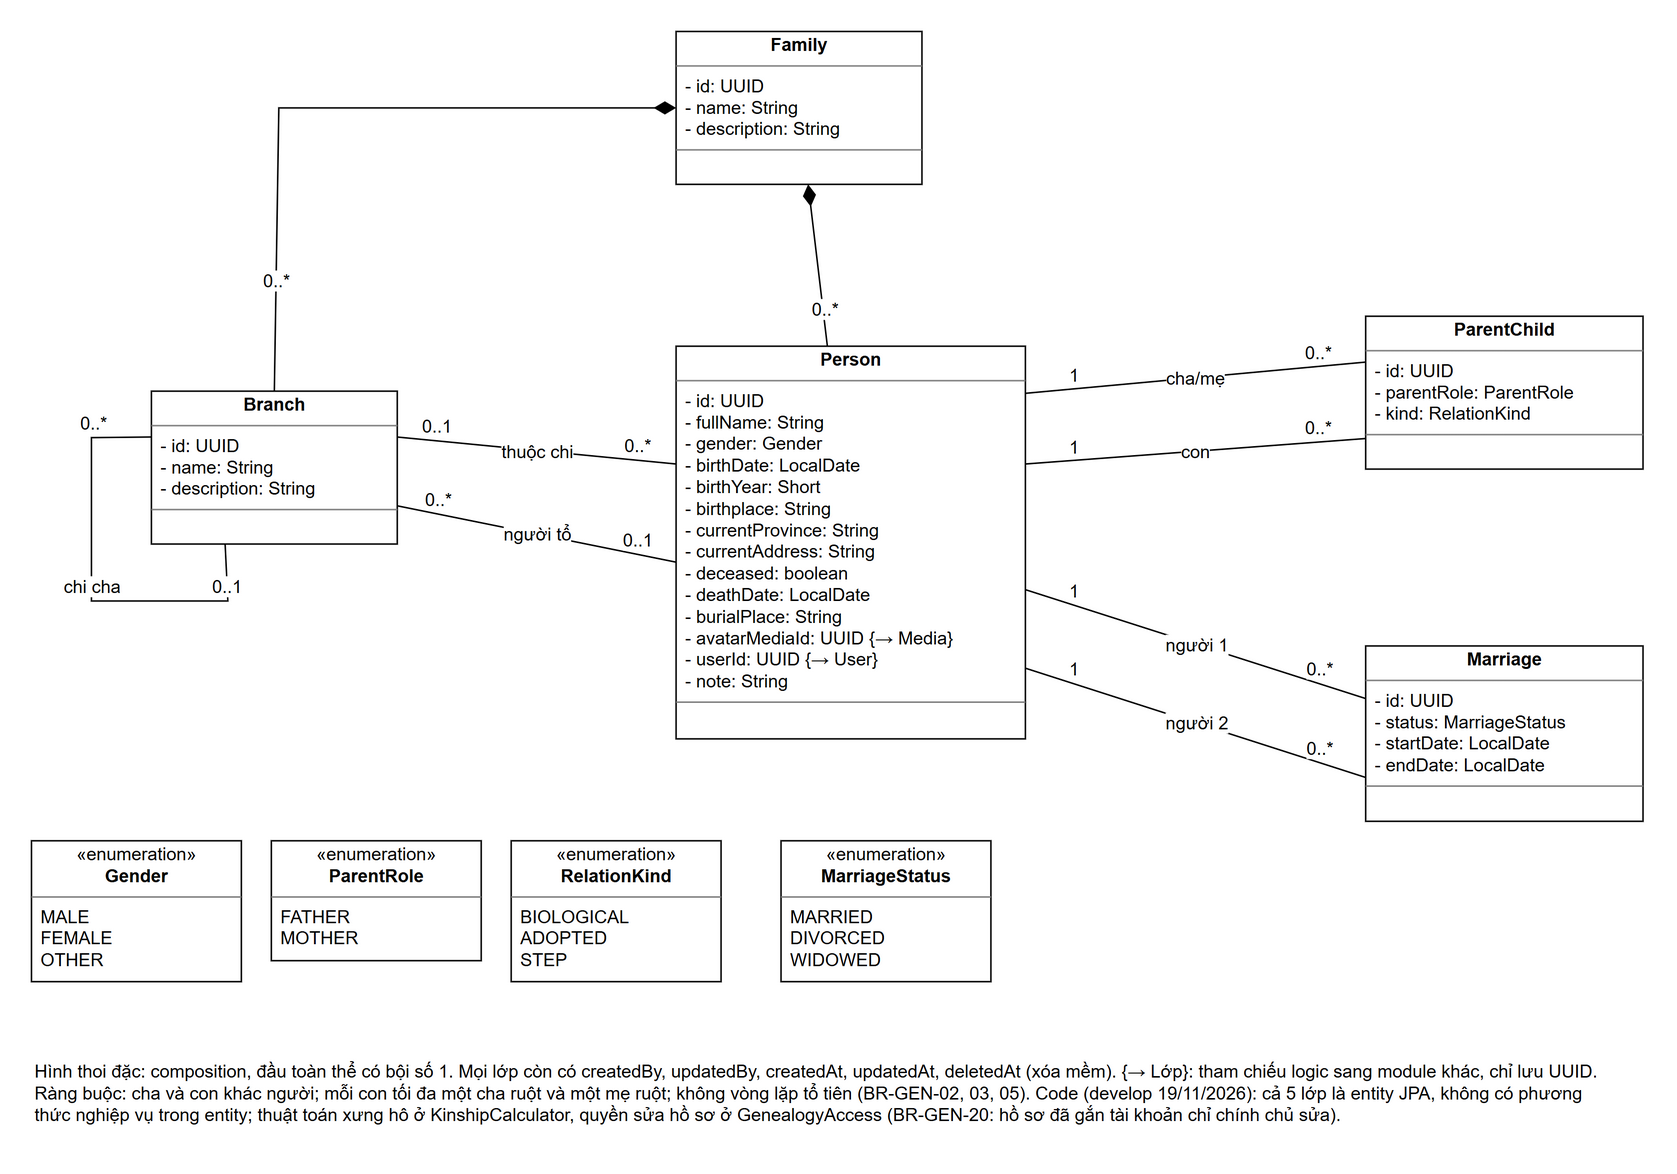 Family
- id: UUID
- name: String
- description: String
0..*
0..*
Branch
- id: UUID
- name: String
- description: String
0..*
chi cha
0..1
0..1
thuộc chi
0..*
0..*
người tổ
0..1
Person
- id: UUID
- fullName: String
- gender: Gender
- birthDate: LocalDate
- birthYear: Short
- birthplace: String
- currentProvince: String
- currentAddress: String
- deceased: boolean
- deathDate: LocalDate
- burialPlace: String
- avatarMediaId: UUID {→ Media}
- userId: UUID {→ User}
- note: String
1
cha/mẹ
0..*
1
con
0..*
ParentChild
- id: UUID
- parentRole: ParentRole
- kind: RelationKind
1
người 1
0..*
1
người 2
0..*
Marriage
- id: UUID
- status: MarriageStatus
- startDate: LocalDate
- endDate: LocalDate
«enumeration»
Gender
MALE
FEMALE
OTHER
«enumeration»
ParentRole
FATHER
MOTHER
«enumeration»
RelationKind
BIOLOGICAL
ADOPTED
STEP
«enumeration»
MarriageStatus
MARRIED
DIVORCED
WIDOWED
Hình thoi đặc: composition, đầu toàn thể có bội số 1. Mọi lớp còn có createdBy, updatedBy, createdAt, updatedAt, deletedAt (xóa mềm). {→ Lớp}: tham chiếu logic sang module khác, chỉ lưu UUID.
Ràng buộc: cha và con khác người; mỗi con tối đa một cha ruột và một mẹ ruột; không vòng lặp tổ tiên (BR-GEN-02, 03, 05). Code (develop 19/11/2026): cả 5 lớp là entity JPA, không có phương
thức nghiệp vụ trong entity; thuật toán xưng hô ở KinshipCalculator, quyền sửa hồ sơ ở GenealogyAccess (BR-GEN-20: hồ sơ đã gắn tài khoản chỉ chính chủ sửa).